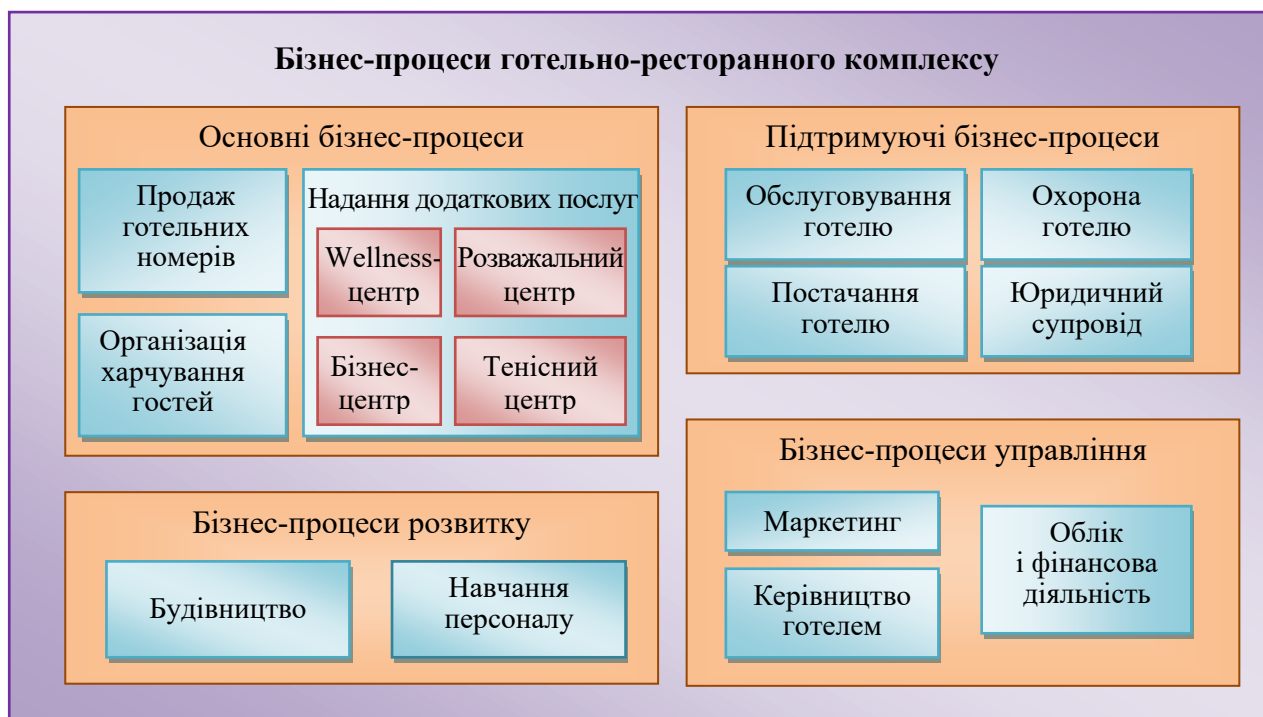 Бізнес-процеси готельно-ресторанного комплексу
Основні бізнес-процеси
Продаж
готельних
номерів
Організація
харчування
гостей
Надання додаткових послуг
Wellness-
центр
Розважальний
центр
Бізнес-
центр
Тенісний
центр
Підтримуючі бізнес-процеси
Обслуговування
готелю
Охорона
готелю
Постачання
готелю
Юридичний
супровід
Бізнес-процеси розвитку
Будівництво
Навчання
персоналу
Бізнес-процеси управління
Маркетинг
Керівництво
готелем
Облік
і фінансова
діяльність